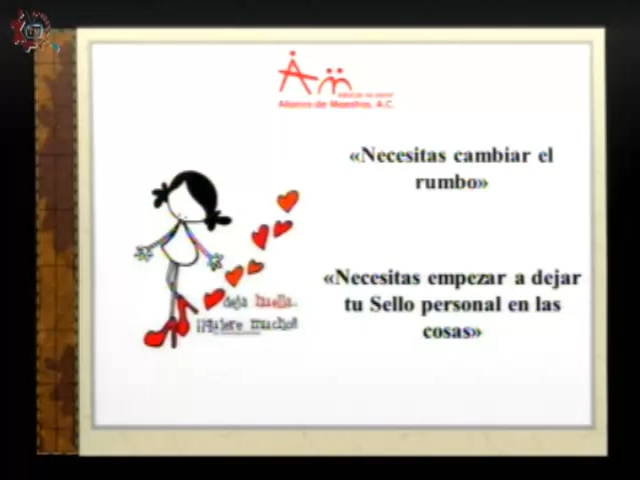 Alianza de Maestros, A.C.
«Necesitas cambiar el
rumbo»
«Necesitas empezar a dejar
tu Sello personal en las
cosas»
deja huella..
¡Quiere mucho!